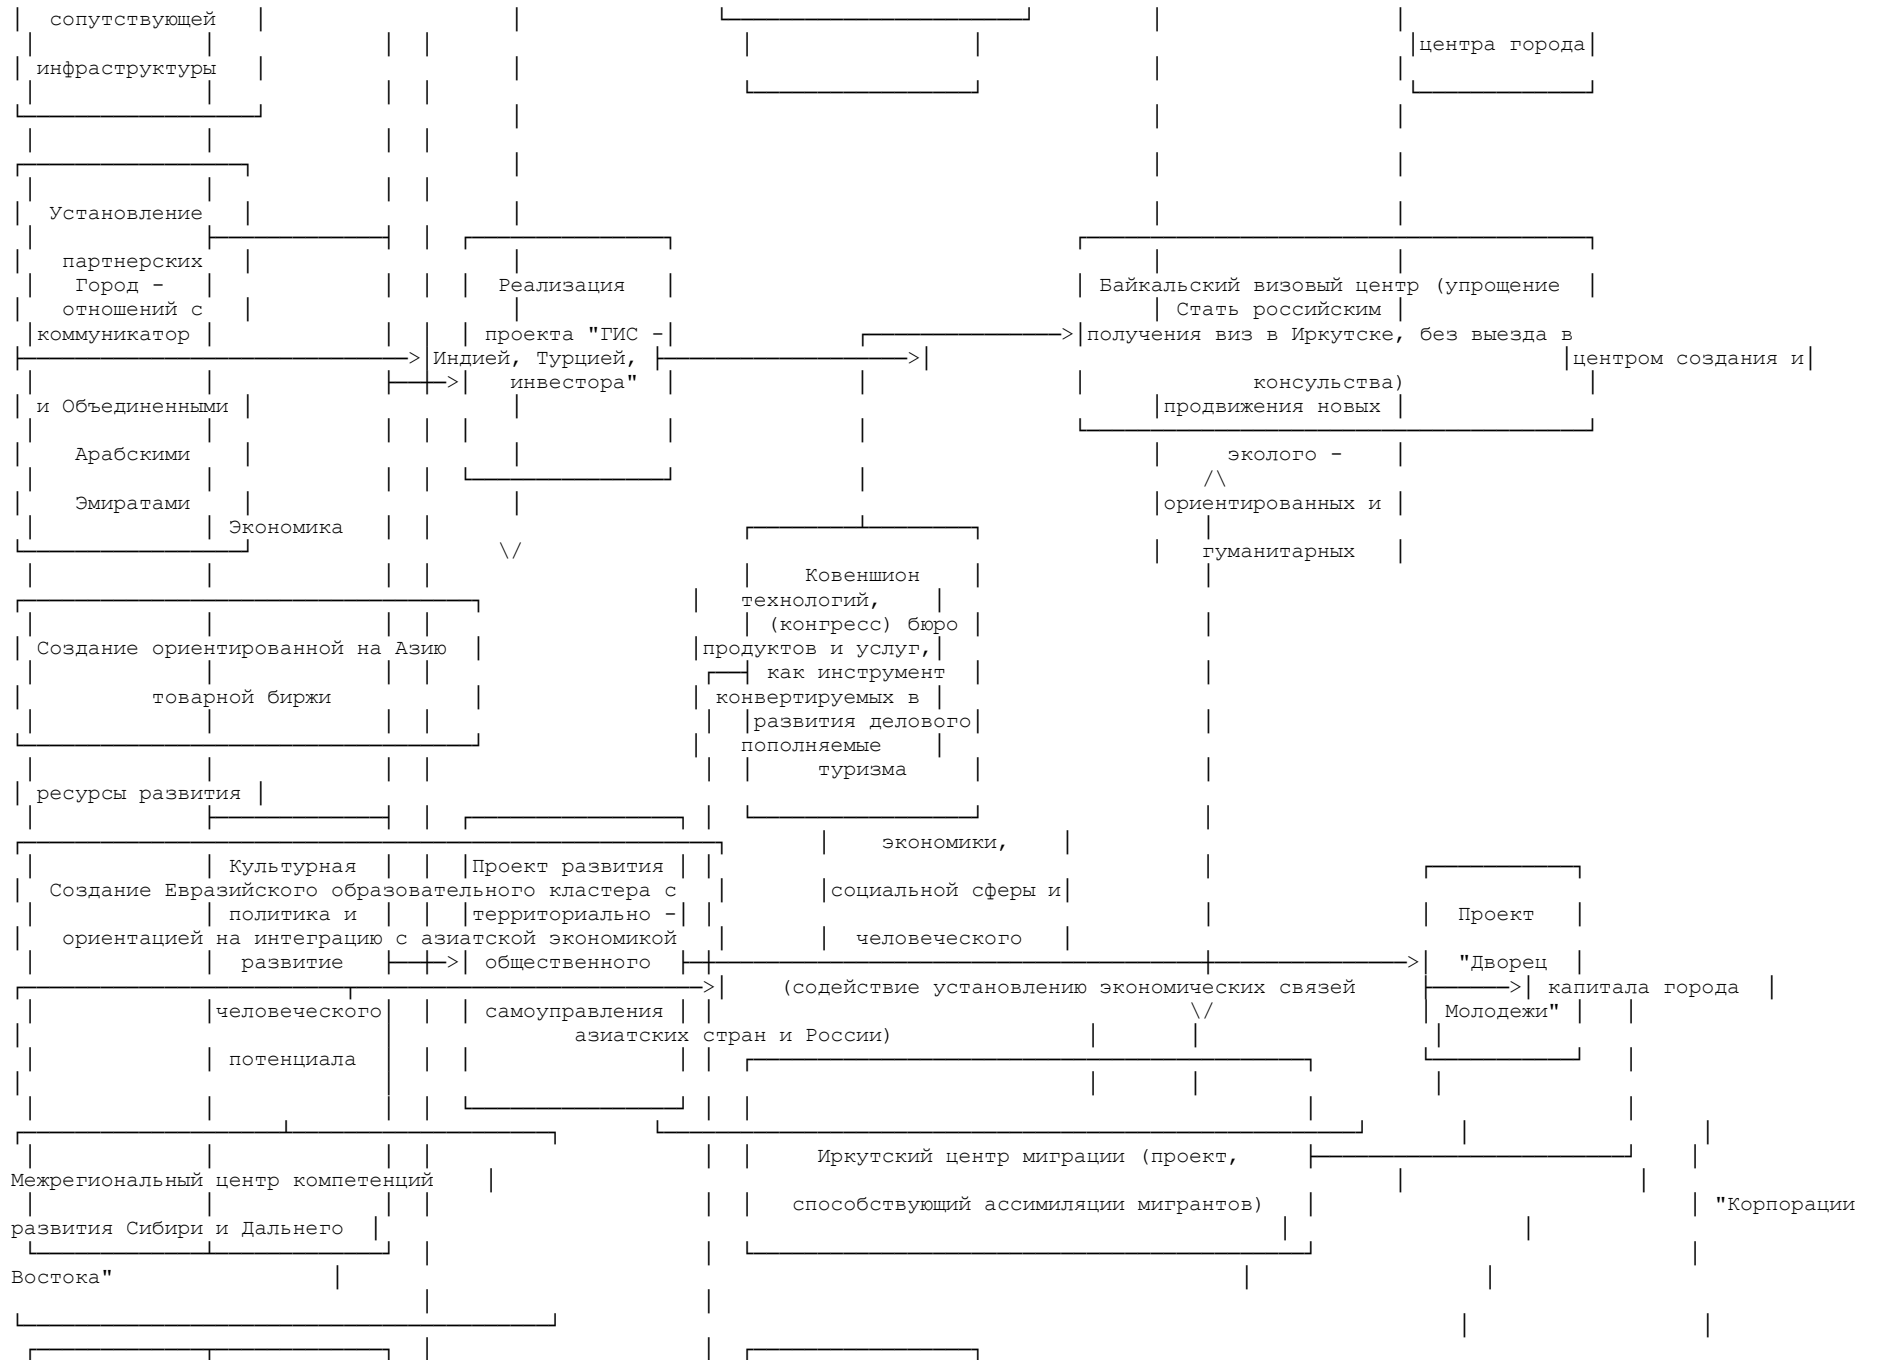 сопутствующей
центра города
инфраструктуры
Установление
партнерских
Город - Реализация Байкальский визовый центр (упрощение
отношений с Стать российским
коммуникатор проекта "ГИС - получения виз в Иркутске, без выезда в
Индией, Турцией, центром создания и
инвестора" консульства)
и Объединенными продвижения новых
Арабскими эколого -
Эмиратами ориентированных и
Экономика
гуманитарных
Ковеншион
технологий,
(конгресс) бюро
Создание ориентированной на Азию продуктов и услуг,
как инструмент
товарной биржи конвертируемых в
развития делового
пополняемые
туризма
ресурсы развития
экономики,
Культурная Проект развития
Создание Евразийского образовательного кластера с социальной сферы и
политика и территориально - Проект
ориентацией на интеграцию с азиатской экономикой человеческого
развитие общественного "Дворец
(содействие установлению экономических связей капитала города
человеческого самоуправления Молодежи"
азиатских стран и России)
потенциала
Иркутский центр миграции (проект,
Межрегиональный центр компетенций
способствующий ассимиляции мигрантов) "Корпорации
развития Сибири и Дальнего
Востока"